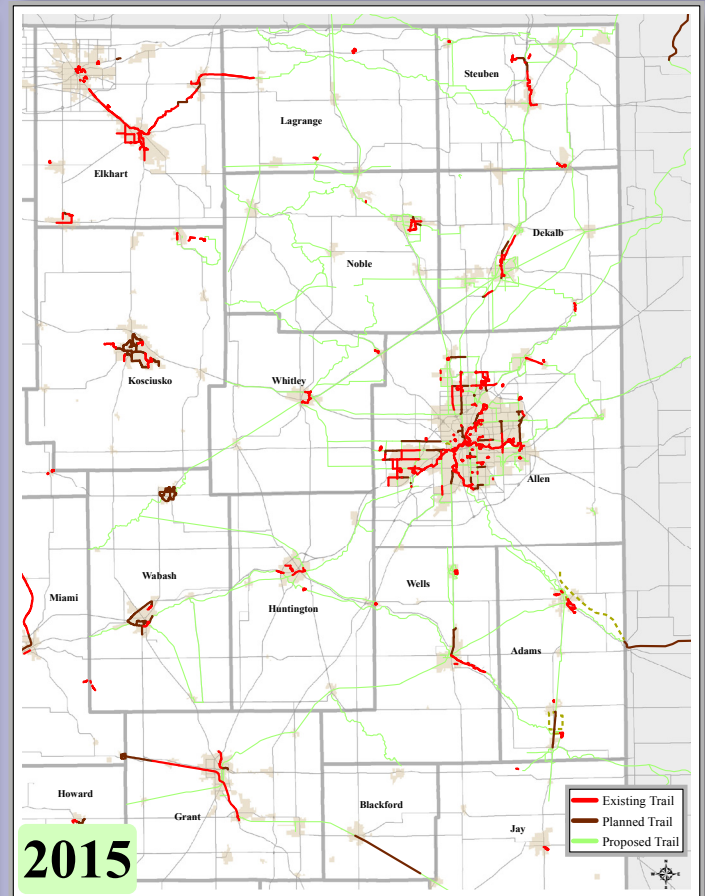 Steuben
Lagrange
Elkhart
Dekalb
Noble
Kosciusko
Whitley
Allen
Wabash
Wells
Miami
Huntington
Adams
Howard
Blackford
Grant
Jay
Existing Trail
Planned Trail
Proposed Trail
2015